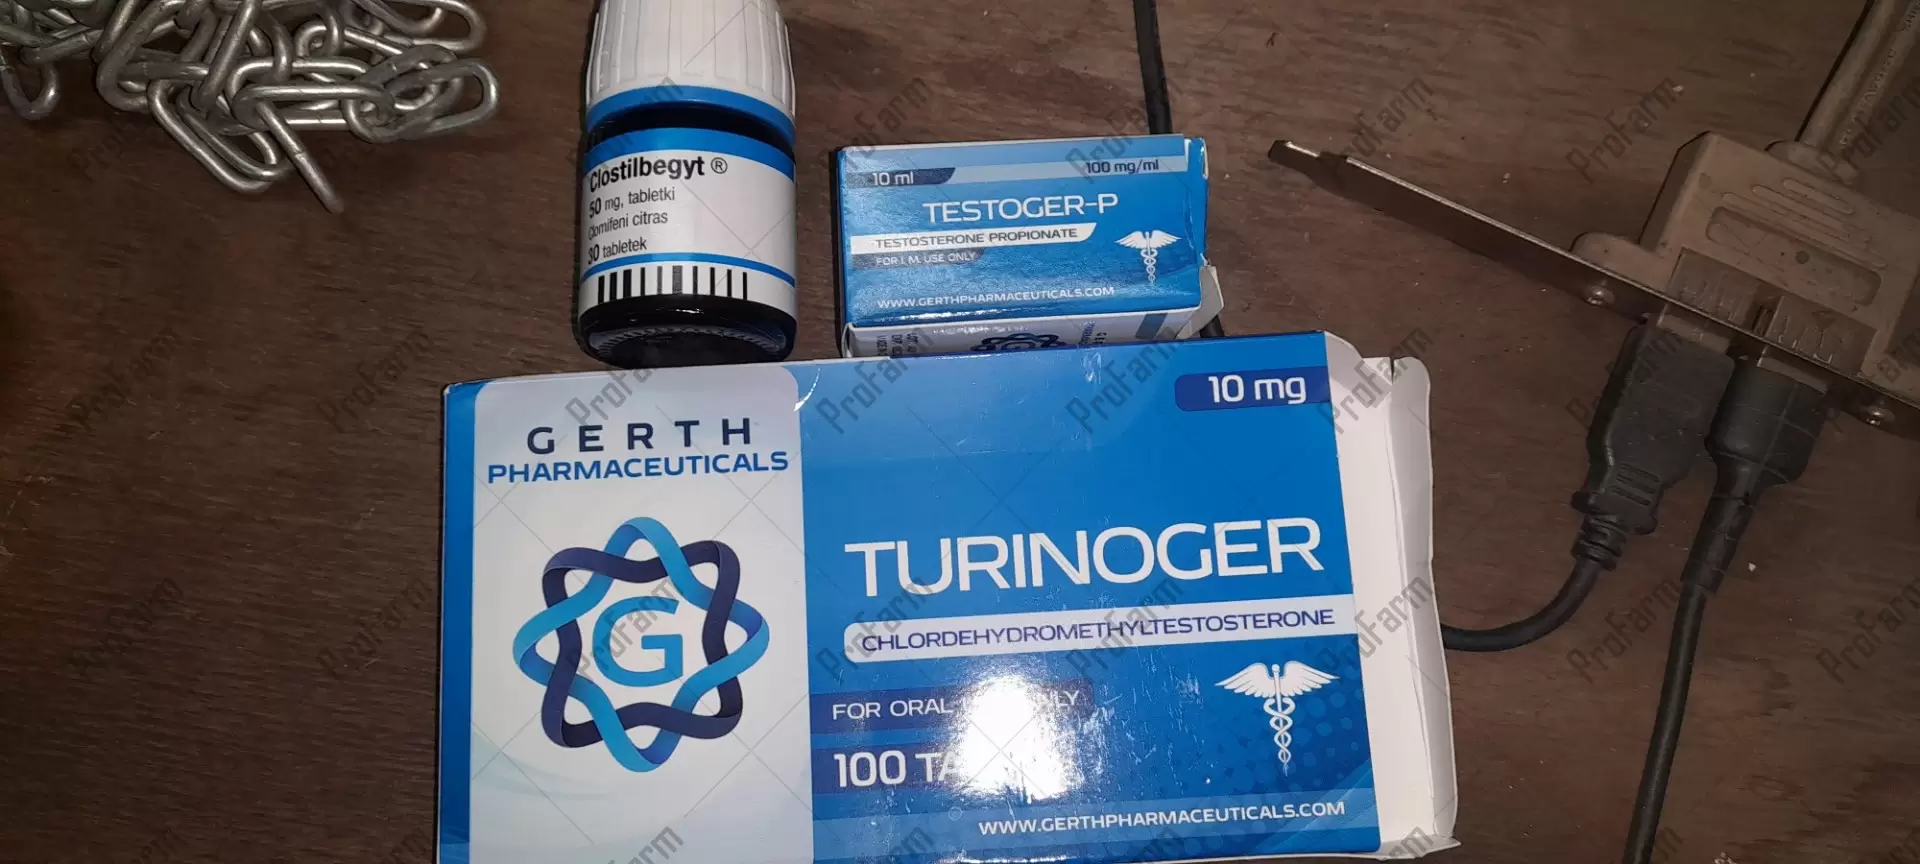 Clostilbegyt ®
50 mg, tabletki
Clomifeni citras
30 tabletek
10 ml
100 mg/ml
TESTOGER-P
TESTOSTERONE PROPIONATE
FOR I.M. USE ONLY
WWW.GERTHPHARMACEUTICALS.COM
GERTH
PHARMACEUTICALS
G
10 mg
TURINOGER
CHLORDEHYDROMETHYLTESTOSTERONE
FOR ORAL
100
WWW.GERTHPHARMACEUTICALS.COM
ProFarm